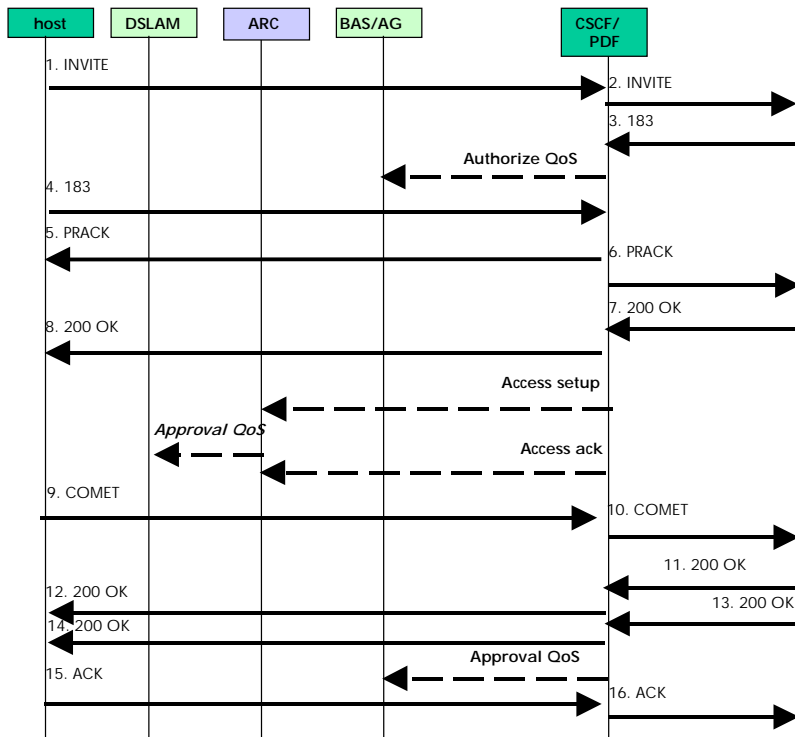 host
DSLAM
ARC
BAS/AG
CSCF/
PDF
1. INVITE
2. INVITE
3. 183
Authorize QoS
4. 183
5. PRACK
6. PRACK
7. 200 OK
8. 200 OK
Access setup
Approval QoS
Access ack
9. COMET
10. COMET
11. 200 OK
12. 200 OK
13. 200 OK
14. 200 OK
Approval QoS
15. ACK
16. ACK